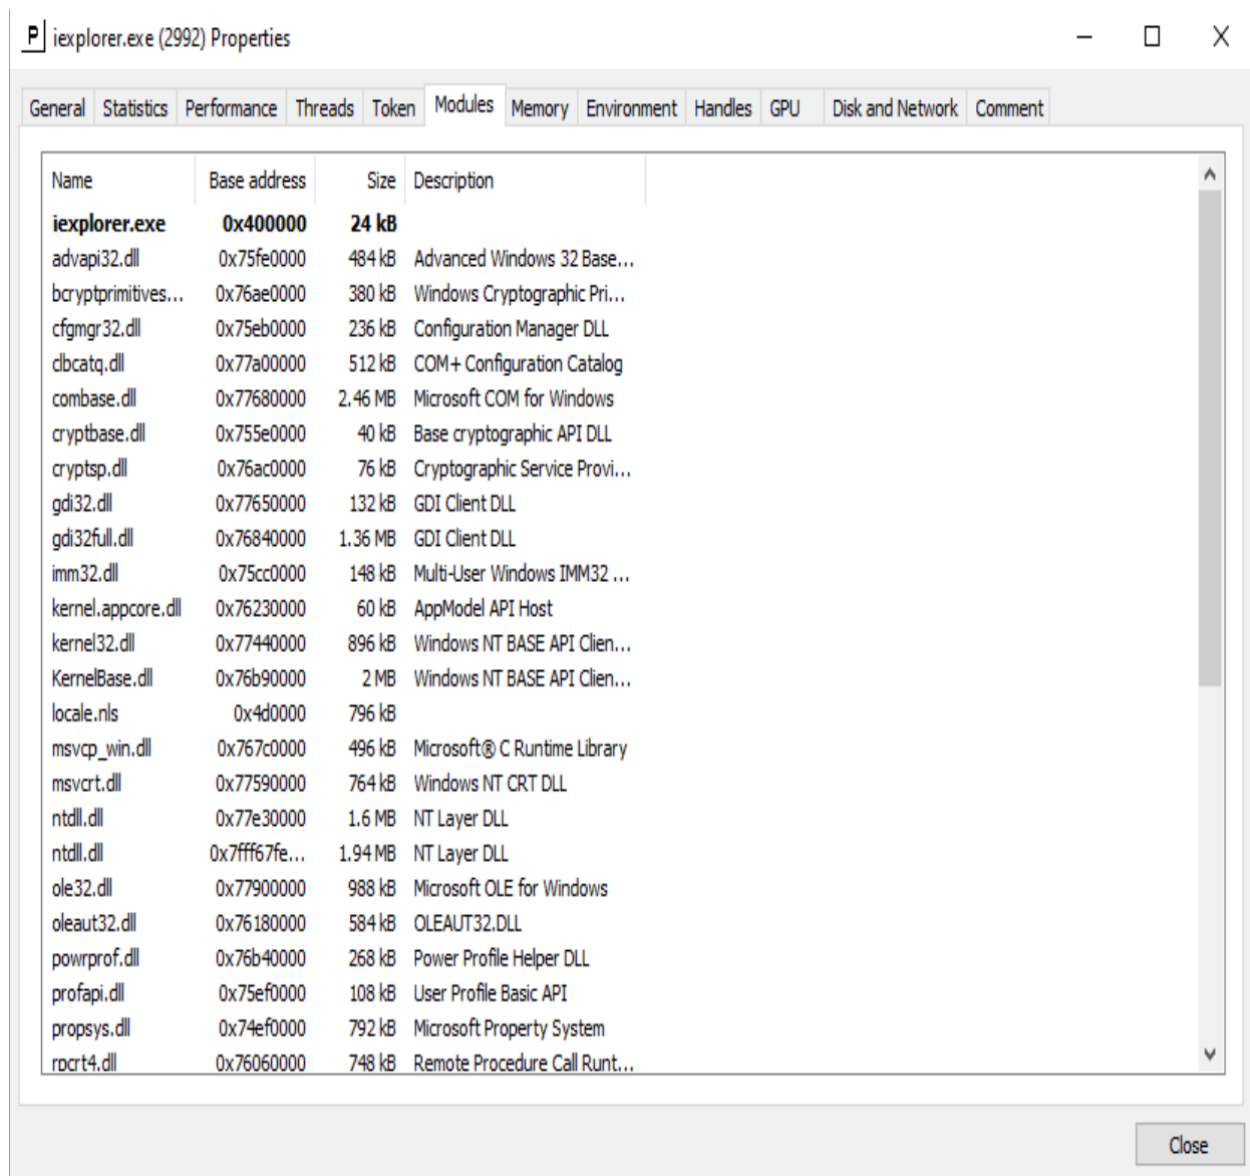 P iexplorer.exe (2992) Properties
General Statistics Performance Threads Token Modules Memory Environment Handles GPU Disk and Network Comment
Name Base address Size Description
iexplorer.exe 0x400000 24 kB
advapi32.dll 0x75fe0000 484 kB Advanced Windows 32 Base...
bcryptprimitives... 0x76ae0000 380 kB Windows Cryptographic Pri...
cfgmgr32.dll 0x75eb0000 236 kB Configuration Manager DLL
clbcatq.dll 0x77a00000 512 kB COM+ Configuration Catalog
combase.dll 0x77680000 2.46 MB Microsoft COM for Windows
cryptbase.dll 0x755e0000 40 kB Base cryptographic API DLL
cryptsp.dll 0x76ac0000 76 kB Cryptographic Service Provi...
gdi32.dll 0x77650000 132 kB GDI Client DLL
gdi32full.dll 0x76840000 1.36 MB GDI Client DLL
imm32.dll 0x75cc0000 148 kB Multi-User Windows IMM32 ...
kernel.appcore.dll 0x76230000 60 kB AppModel API Host
kernel32.dll 0x77440000 896 kB Windows NT BASE API Clien...
KernelBase.dll 0x76b90000 2 MB Windows NT BASE API Clien...
locale.nls 0x4d0000 796 kB
msvcp_win.dll 0x767c0000 496 kB Microsoft® C Runtime Library
msvcrt.dll 0x77590000 764 kB Windows NT CRT DLL
ntdll.dll 0x77e30000 1.6 MB NT Layer DLL
ntdll.dll 0x7fff67fe... 1.94 MB NT Layer DLL
ole32.dll 0x77900000 988 kB Microsoft OLE for Windows
oleaut32.dll 0x76180000 584 kB OLEAUT32.DLL
powrprof.dll 0x76b40000 268 kB Power Profile Helper DLL
profapi.dll 0x75ef0000 108 kB User Profile Basic API
propsys.dll 0x74ef0000 792 kB Microsoft Property System
rpcrt4.dll 0x76060000 748 kB Remote Procedure Call Runt...
Close